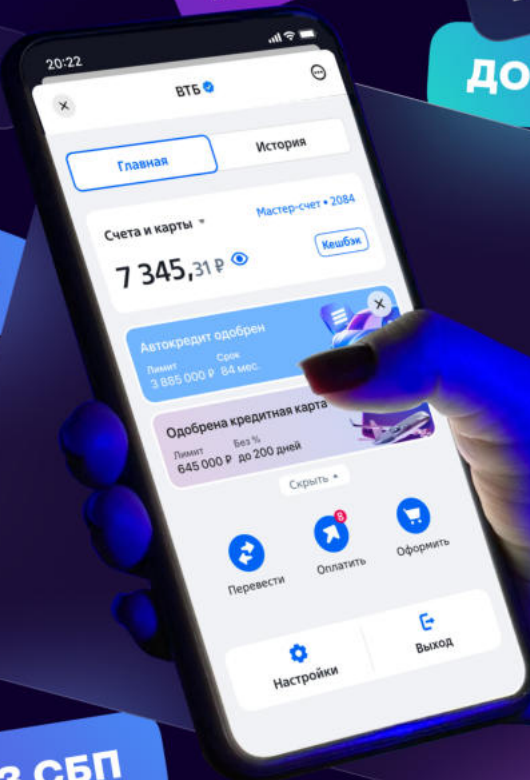 20:22
ВТБ
ДО
Главная
История
Счета и карты
Мастер-счет • 2084
7 345,31 ₽
Кешбэк
Автокредит одобрен
Лимит Срок
3 885 000 ₽ 84 мес.
Одобрена кредитная карта
Лимит Без %
645 000 ₽ до 200 дней
Скрыть
8
Перевести
Оплатить
Оформить
Настройки
Выход
СБП